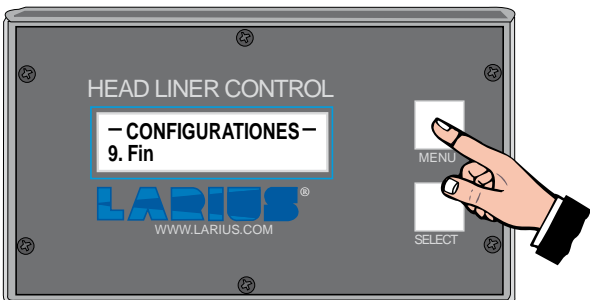 HEAD LINER CONTROL
– CONFIGURATIONES –
9. Fin
MENU
LARIUS®
WWW.LARIUS.COM
SELECT